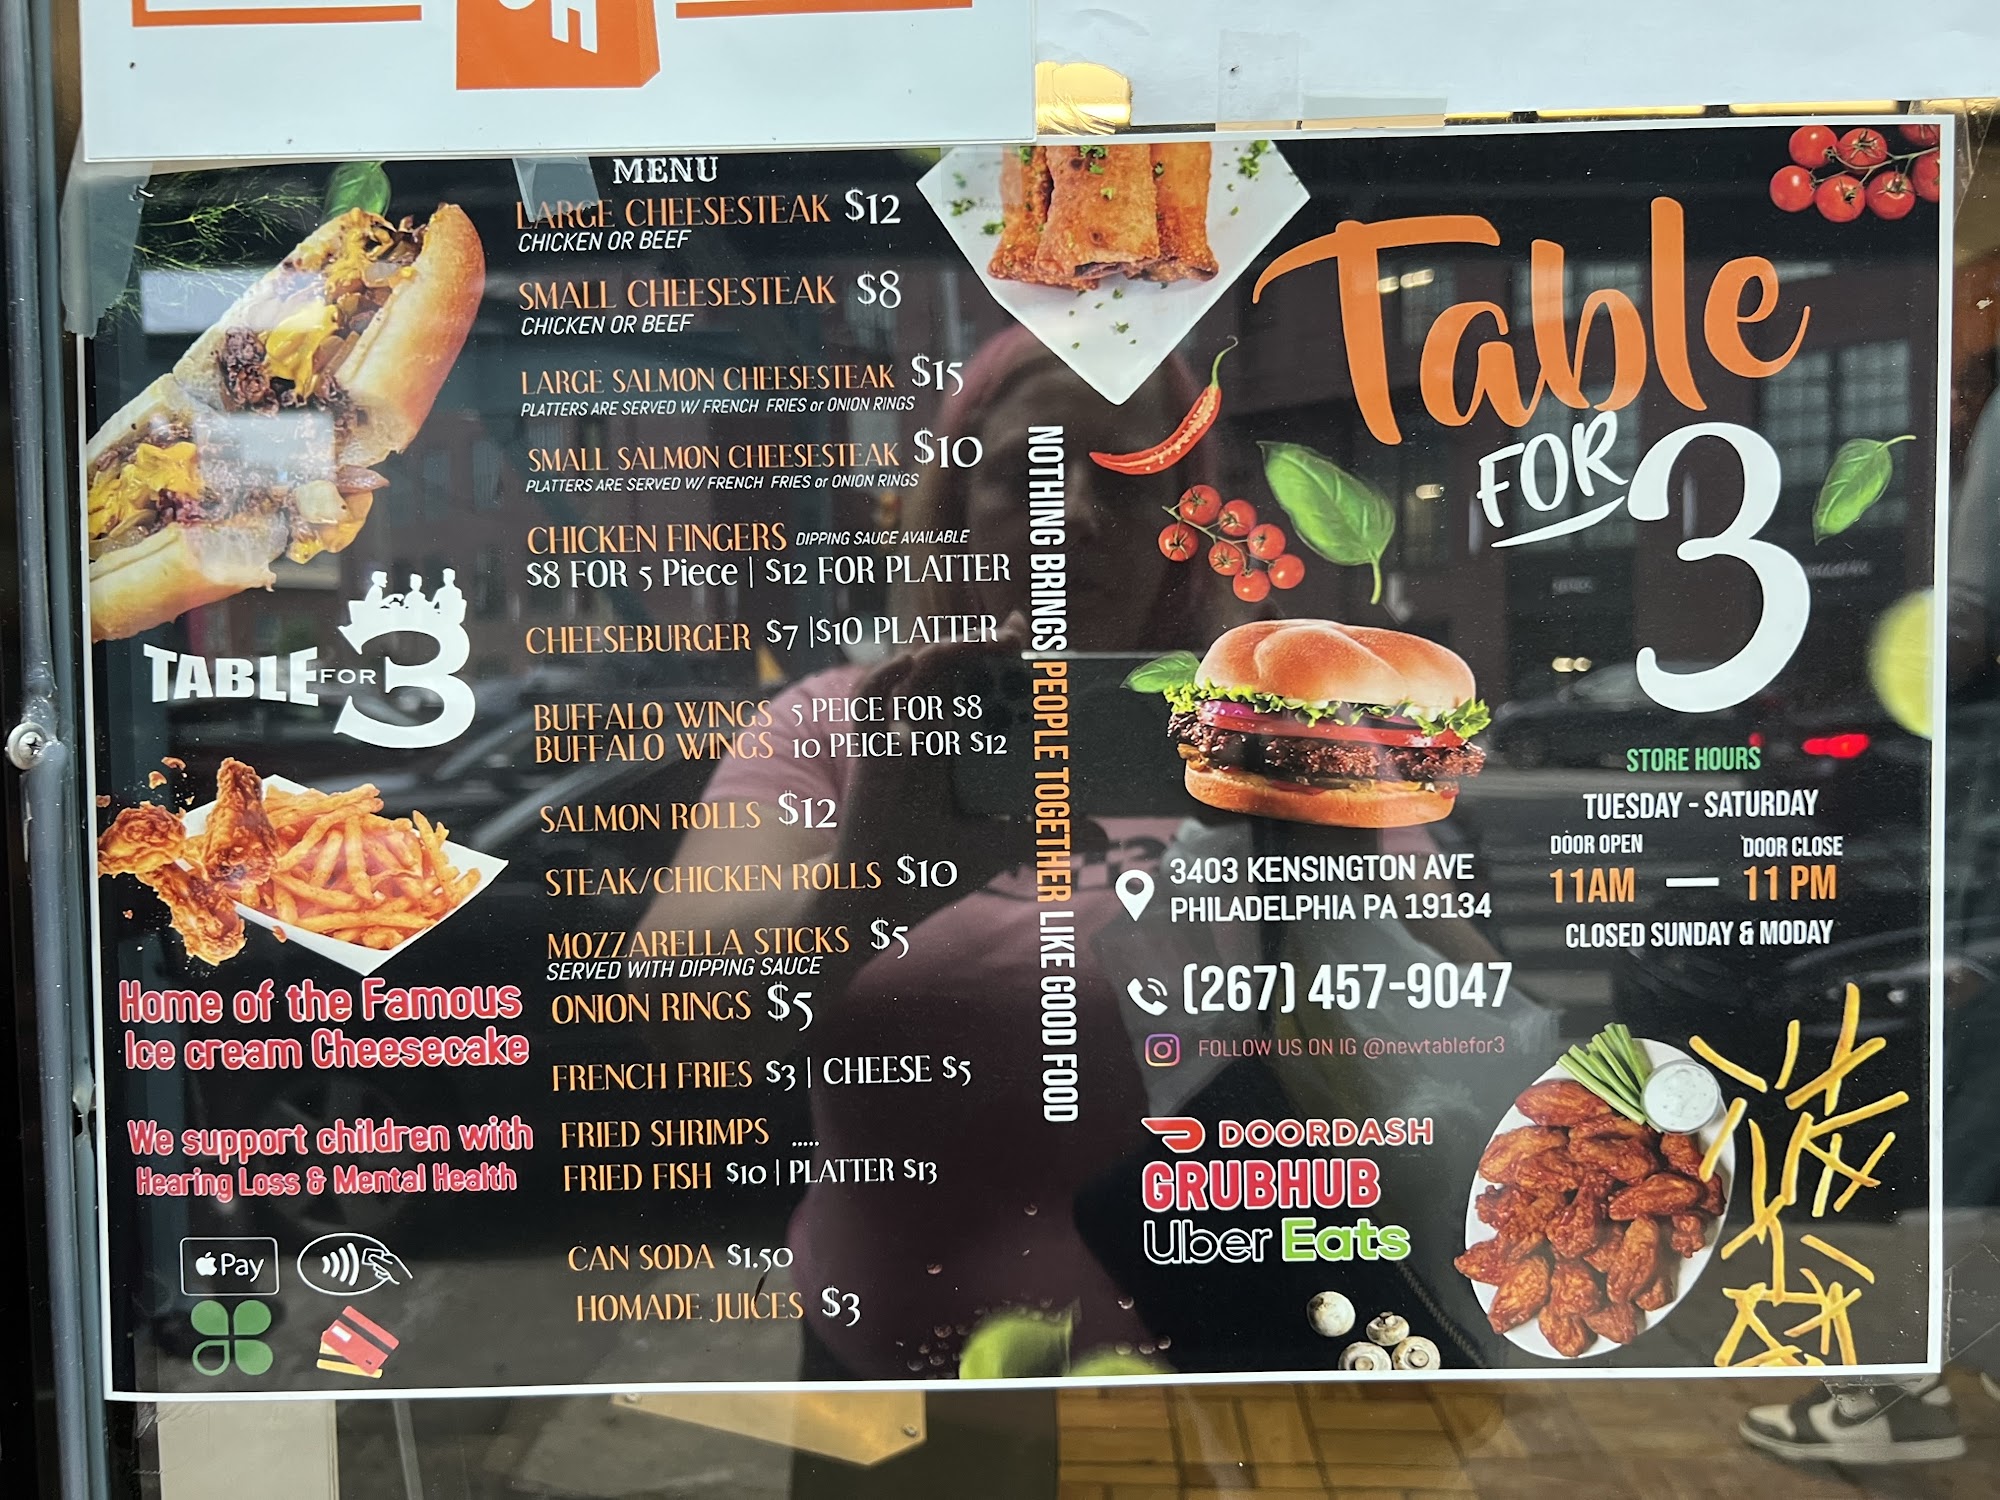 MENU
LARGE CHEESESTEAK $12
CHICKEN OR BEEF
SMALL CHEESESTEAK $8
CHICKEN OR BEEF
LARGE SALMON CHEESESTEAK $15
PLATTERS ARE SERVED W/ FRENCH FRIES or ONION RINGS
SMALL SALMON CHEESESTEAK $10
PLATTERS ARE SERVED W/ FRENCH FRIES or ONION RINGS
CHICKEN FINGERS DIPPING SAUCE AVAILABLE
$8 FOR 5 Piece | $12 FOR PLATTER
CHEESEBURGER $7 |$10 PLATTER
BUFFALO WINGS 5 PEICE FOR $8
BUFFALO WINGS 10 PEICE FOR $12
SALMON ROLLS $12
STEAK/CHICKEN ROLLS $10
MOZZARELLA STICKS $5
SERVED WITH DIPPING SAUCE
ONION RINGS $5
FRENCH FRIES $3 | CHEESE $5
FRIED SHRIMPS .....
FRIED FISH $10 | PLATTER $13
CAN SODA $1.50
HOMADE JUICES $3
TABLE FOR 3
Home of the Famous
Ice cream Cheesecake
We support children with
Hearing Loss & Mental Health
Pay
NOTHING BRINGS PEOPLE TOGETHER LIKE GOOD FOOD
Table
FOR
3
STORE HOURS
TUESDAY - SATURDAY
DOOR OPEN DOOR CLOSE
11AM — 11 PM
CLOSED SUNDAY & MODAY
3403 KENSINGTON AVE
PHILADELPHIA PA 19134
(267) 457-9047
FOLLOW US ON IG @newtablefor3
DOORDASH
GRUBHUB
Uber Eats